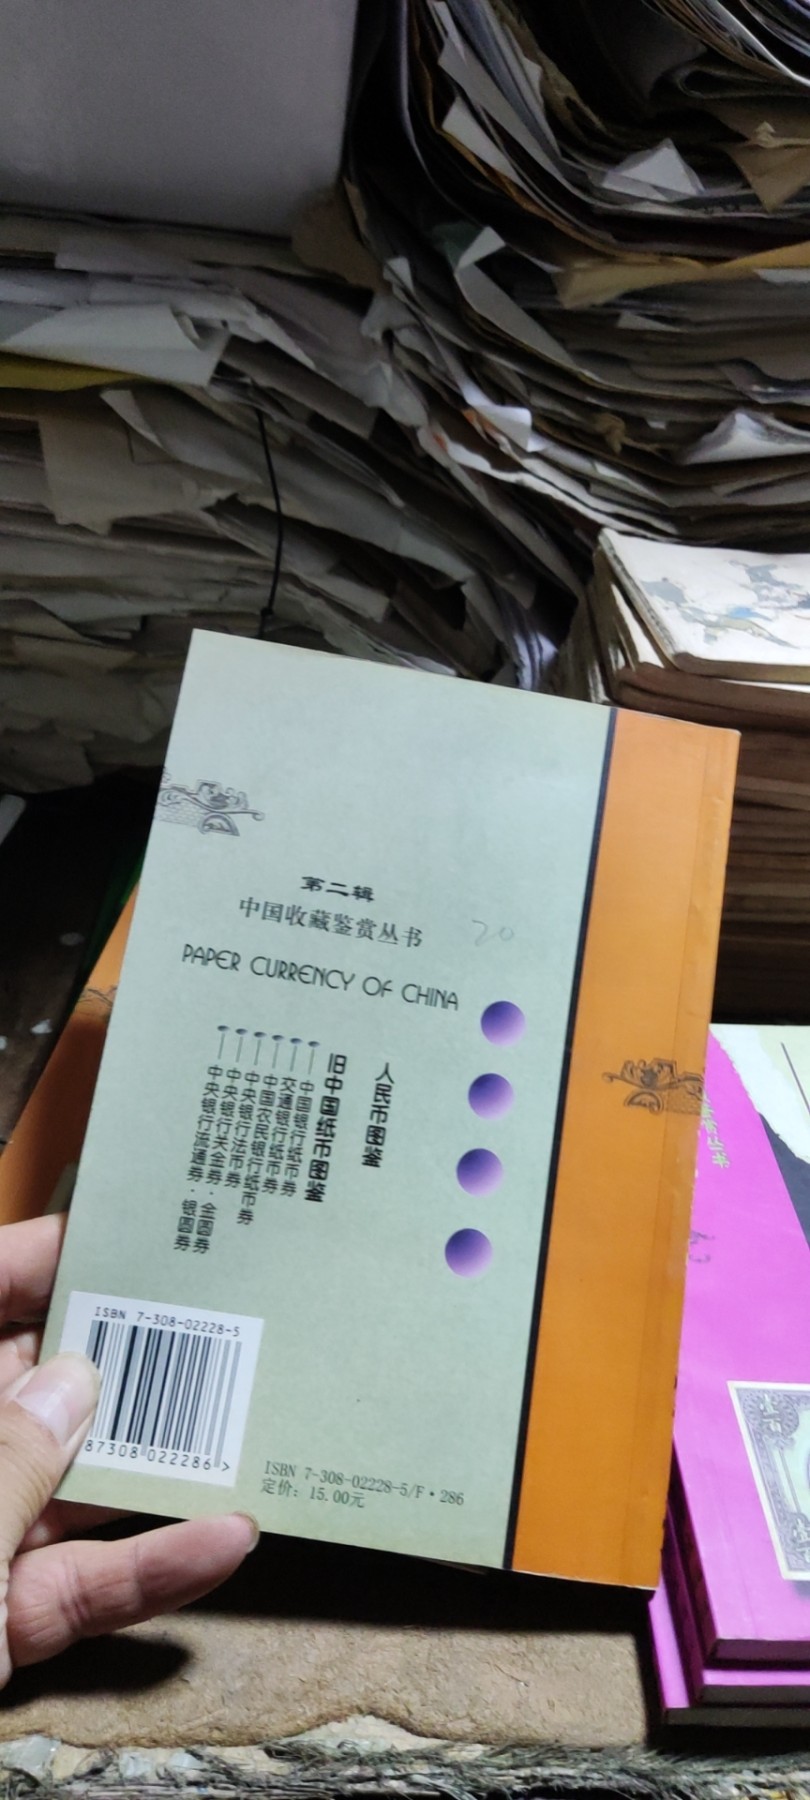 第二辑
中国收藏鉴赏丛书
20
PAPER CURRENCY OF CHINA
人民币图鉴
旧中国纸币图鉴
中国银行纸币券
交通银行纸币券
中国农民银行纸币券
中央银行法币券
中央银行关金券·金圆券
中央银行流通券·银圆券
ISBN 7-308-02228-5
87308 022286 >
ISBN 7-308-02228-5/F·286
定价：15.00元